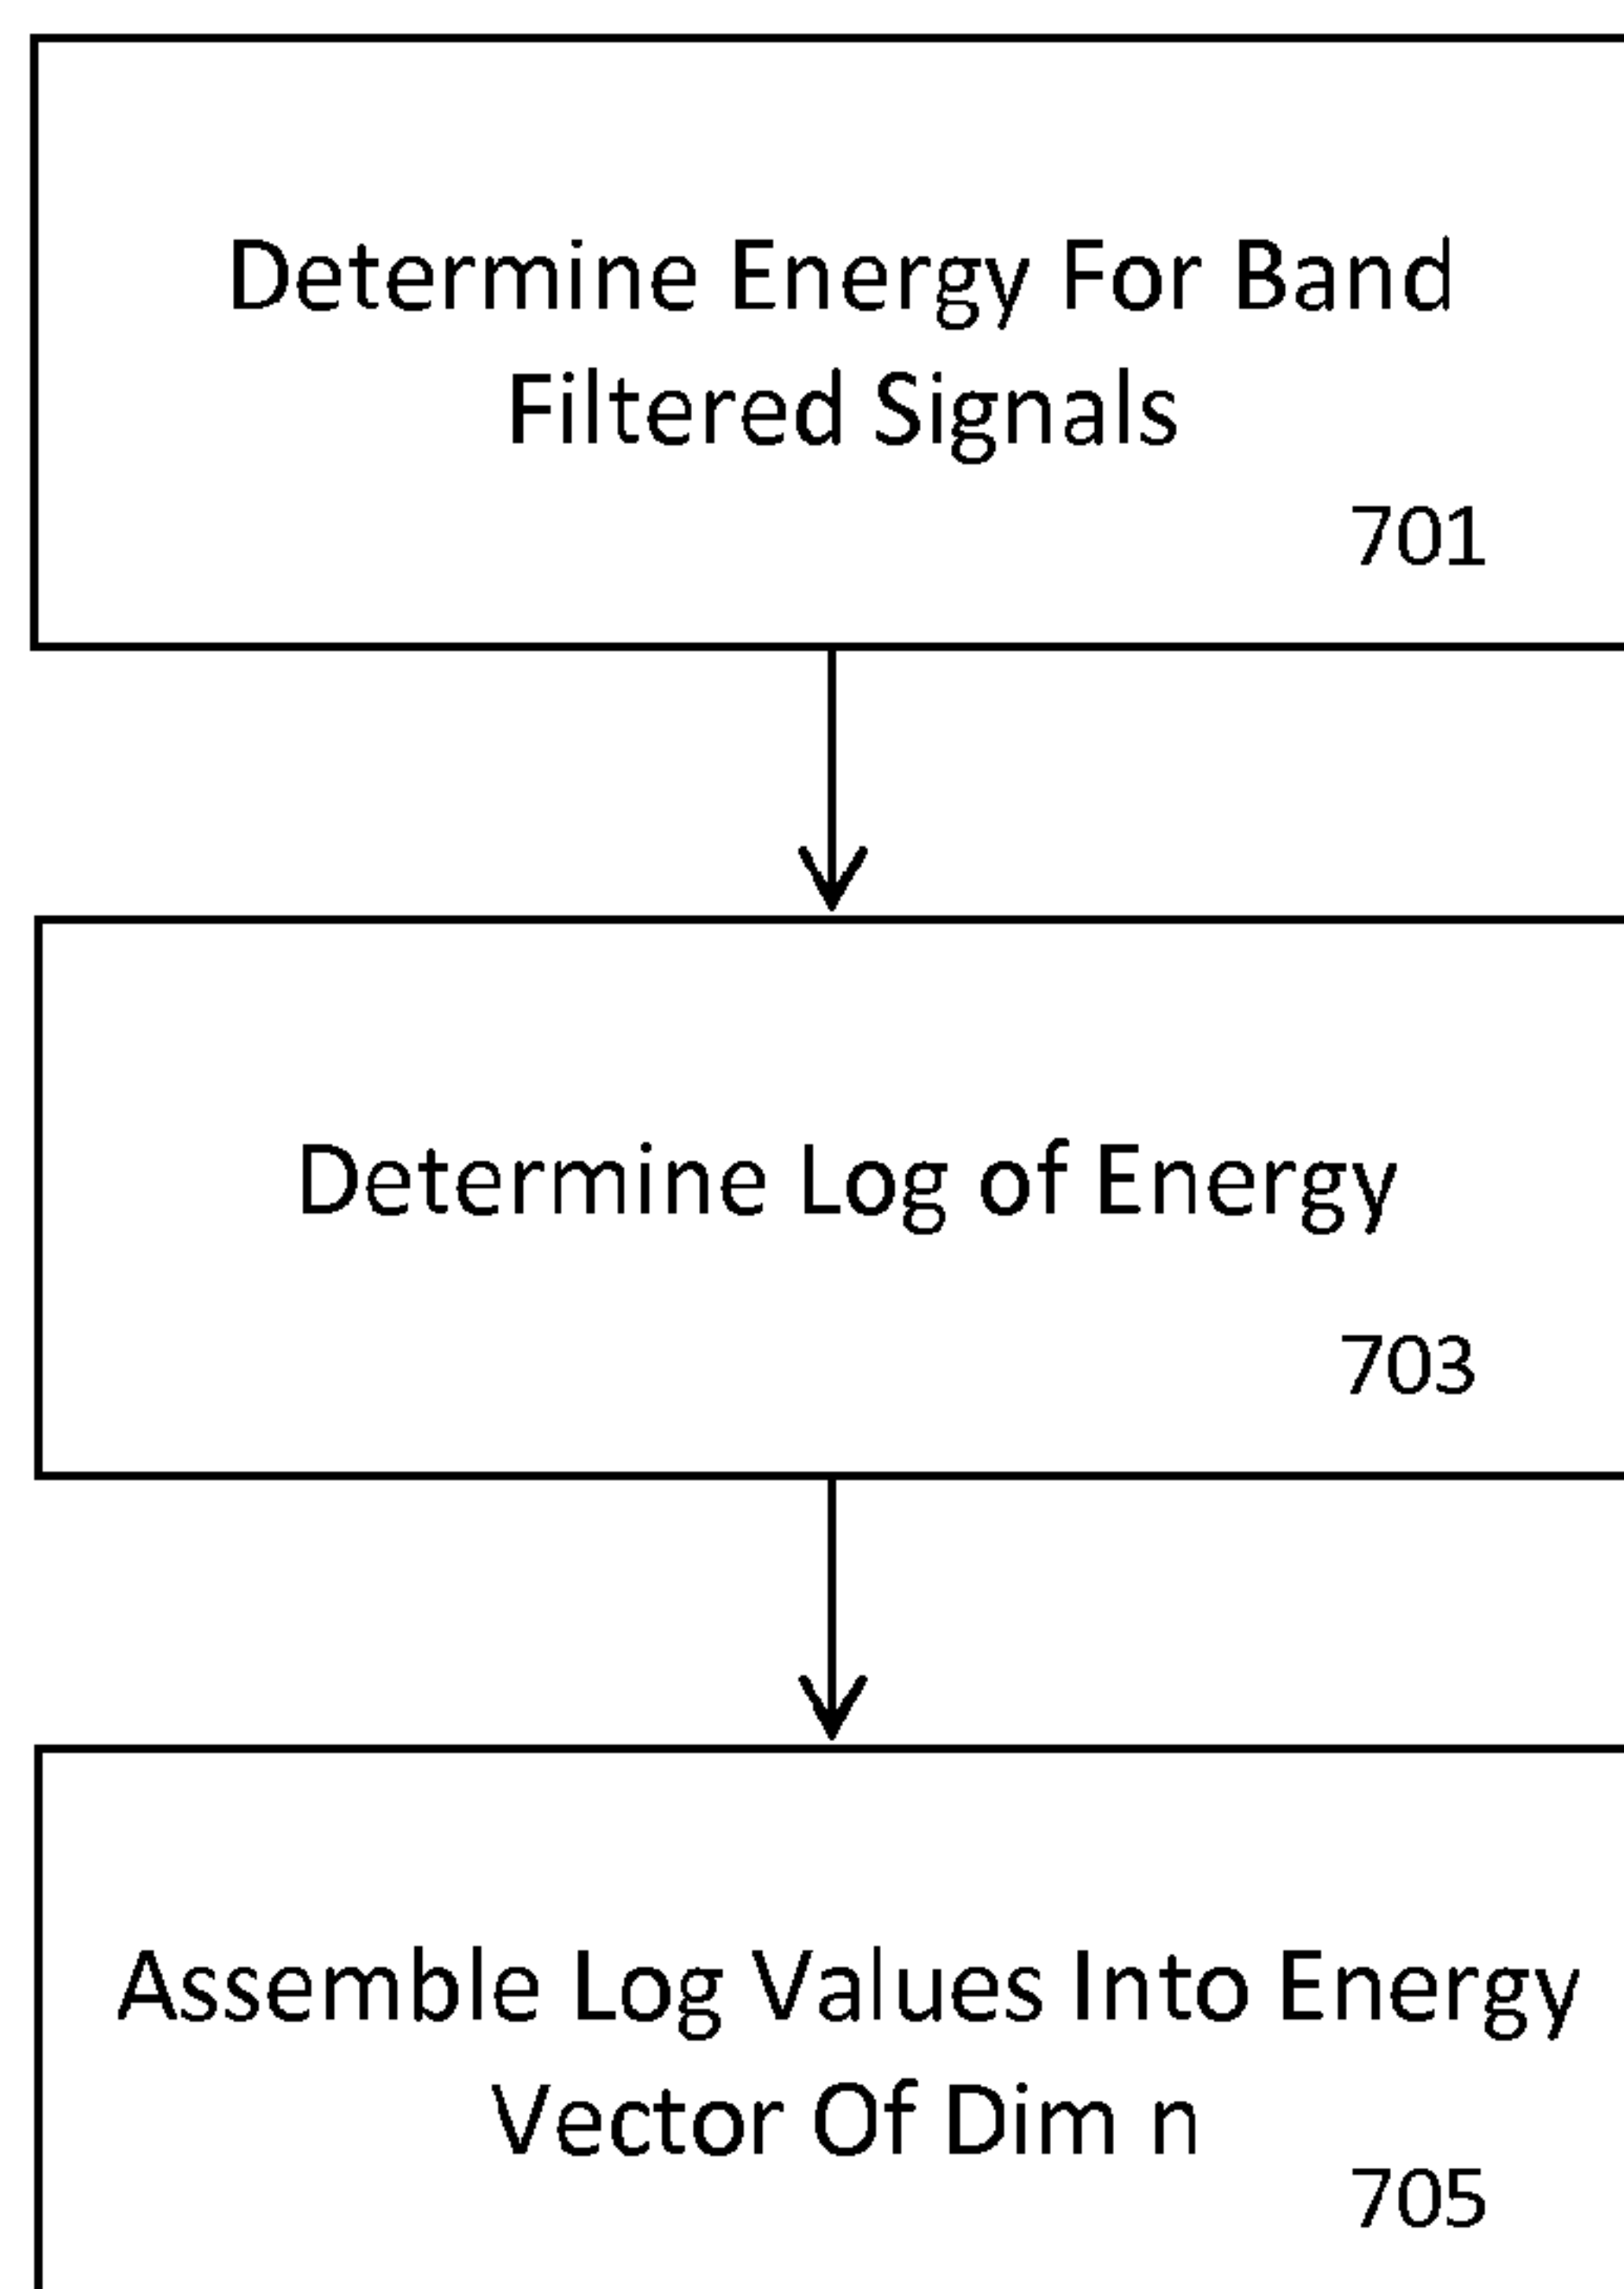 Determine Energy For Band
Filtered Signals
701
Determine Log of Energy
703
Assemble Log Values Into Energy
Vector Of Dim n
705